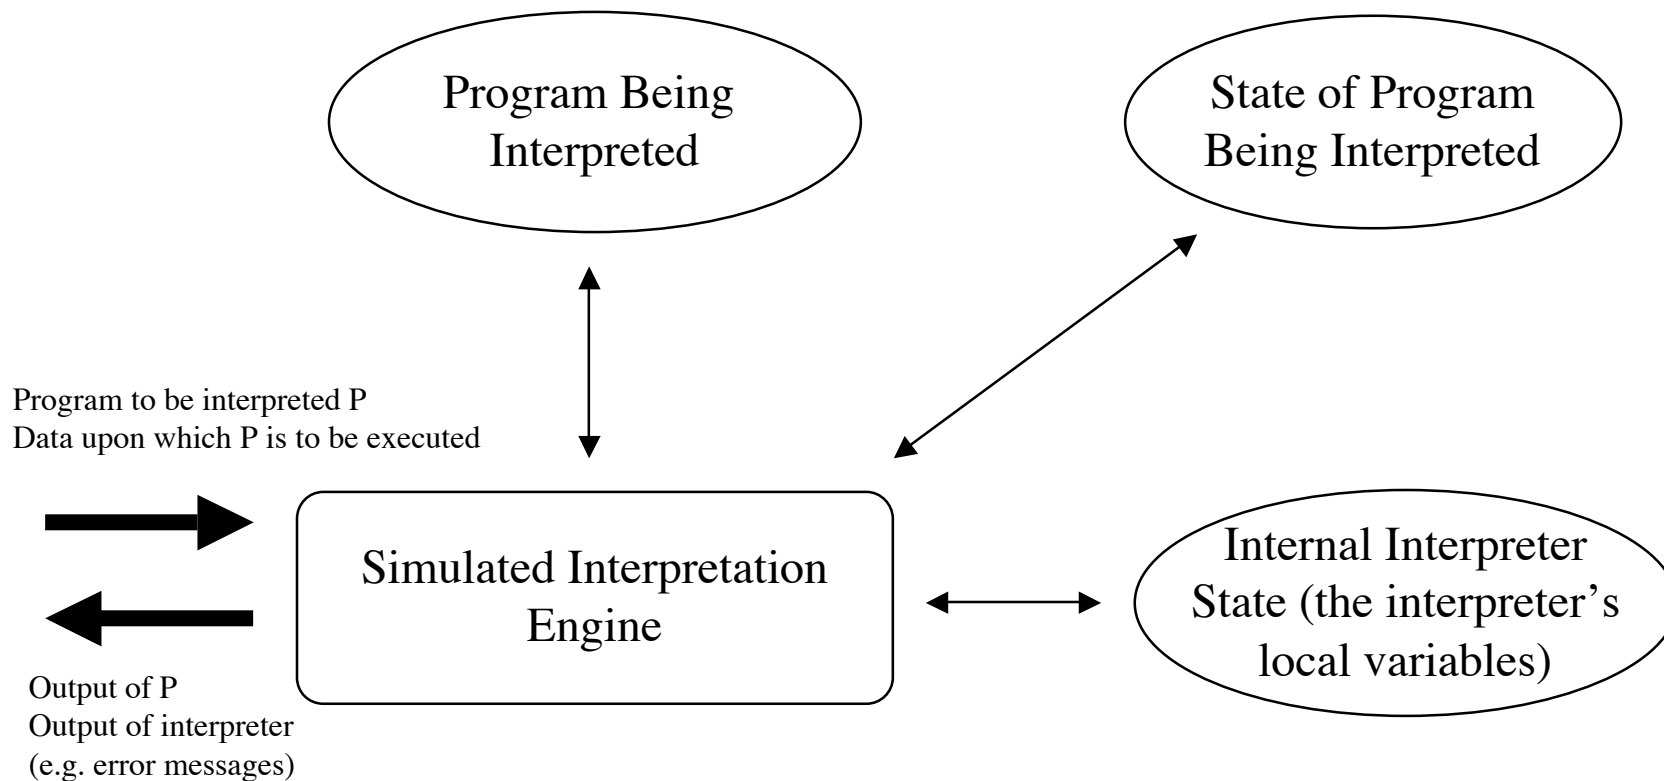 Program Being
Interpreted
State of Program
Being Interpreted
Program to be interpreted P
Data upon which P is to be executed
Simulated Interpretation
Engine
Internal Interpreter
State (the interpreter’s
local variables)
Output of P
Output of interpreter
(e.g. error messages)